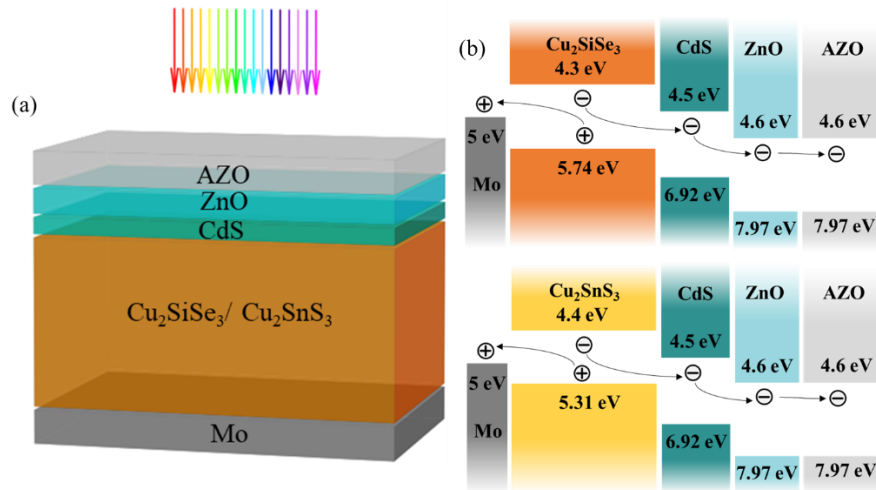 (a)
AZO
ZnO
CdS
Cu₂SiSe₃/ Cu₂SnS₃
Mo
(b)
Cu₂SiSe₃
4.3 eV
CdS
4.5 eV
ZnO
4.6 eV
AZO
4.6 eV
5 eV
Mo
5.74 eV
6.92 eV
7.97 eV
7.97 eV
Cu₂SnS₃
4.4 eV
CdS
4.5 eV
ZnO
4.6 eV
AZO
4.6 eV
5 eV
Mo
5.31 eV
6.92 eV
7.97 eV
7.97 eV